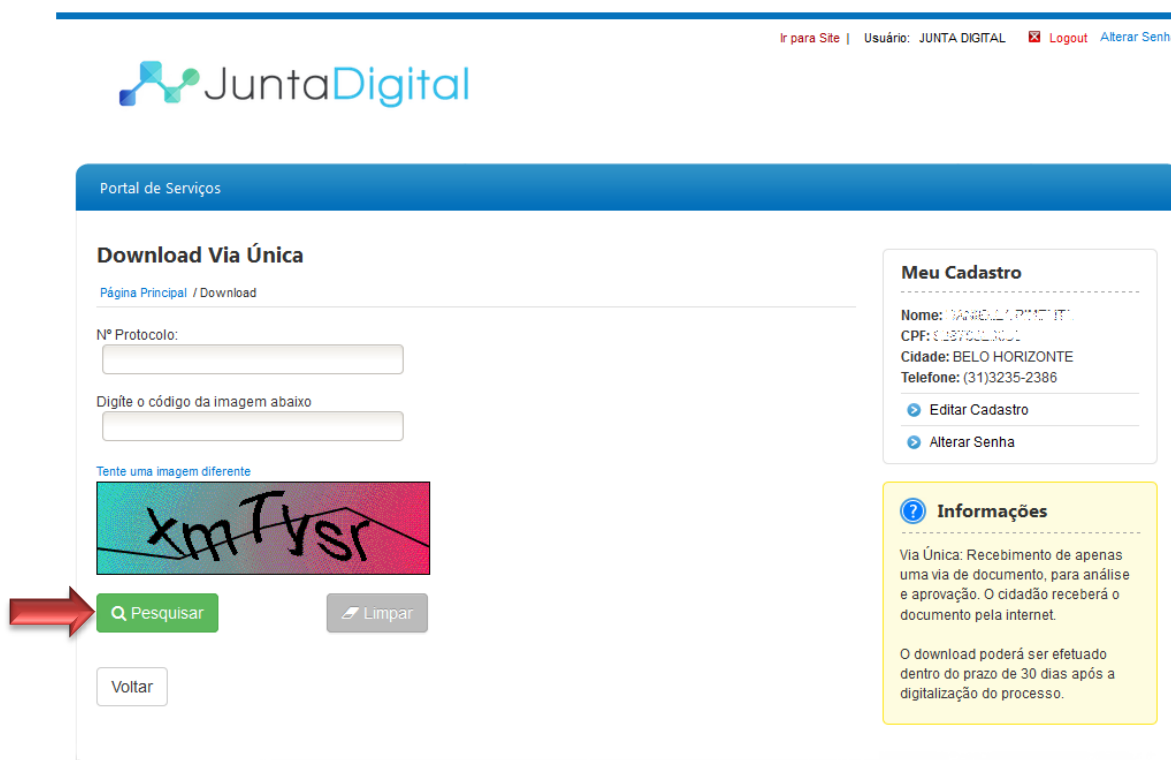 Ir para Site | Usuário: JUNTA DIGITAL Logout Alterar Senh
JuntaDigital
Portal de Serviços
Download Via Única
Página Principal / Download
Nº Protocolo:
Digíte o código da imagem abaixo
Tente uma imagem diferente
xmTysr
Pesquisar Limpar
Voltar
Meu Cadastro
Nome:
CPF:
Cidade: BELO HORIZONTE
Telefone: (31)3235-2386
Editar Cadastro
Alterar Senha
Informações
Via Única: Recebimento de apenas
uma via de documento, para análise
e aprovação. O cidadão receberá o
documento pela internet.
O download poderá ser efetuado
dentro do prazo de 30 dias após a
digitalização do processo.